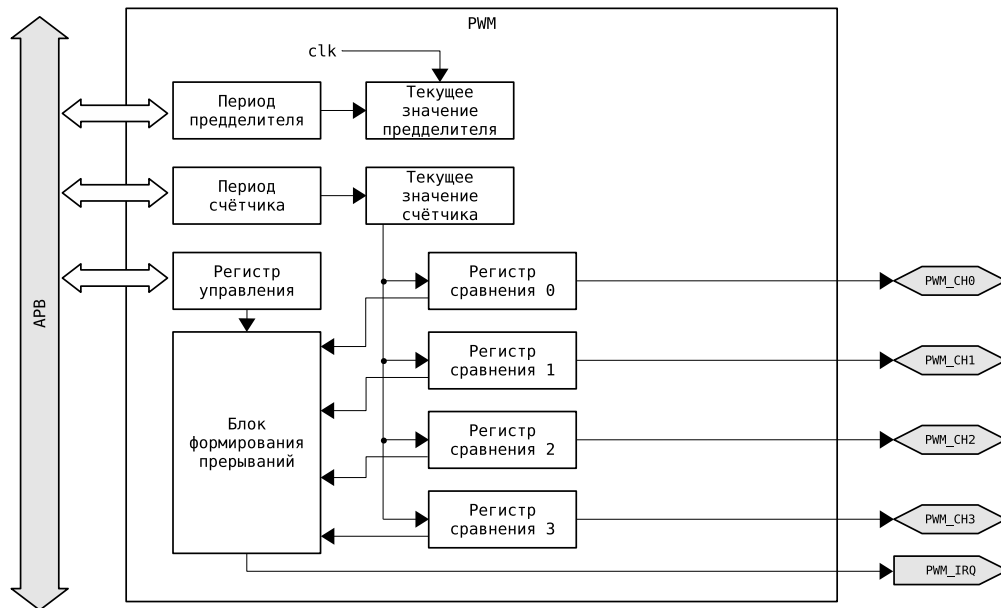 PWM
clk
Период
предделителя
Текущее
значение
предделителя
Период
счётчика
Текущее
значение
счётчика
Регистр
управления
Регистр
сравнения 0
PWM_CH0
APB
Регистр
сравнения 1
PWM_CH1
Блок
формирования
прерываний
Регистр
сравнения 2
PWM_CH2
Регистр
сравнения 3
PWM_CH3
PWM_IRQ